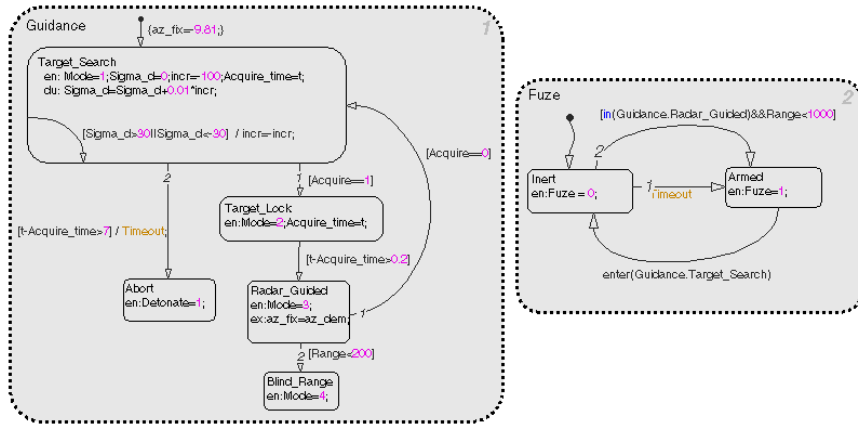 Guidance
1
{az_fix=-9.81;}
Target_Search
en: Mode=1;Sigma_d=0;incr=-100;Acquire_time=t;
du: Sigma_d=Sigma_d+0.01*incr;
[Sigma_d>30||Sigma_d<-30] / incr=-incr;
[Acquire==0]
2
1
[Acquire==1]
Target_Lock
en:Mode=2;Acquire_time=t;
[t-Acquire_time>7] / Timeout;
[t-Acquire_time>0.2]
Abort
en:Detonate=1;
Radar_Guided
en:Mode=3;
ex:az_fix=az_dem;
1
2
[Range<200]
Blind_Range
en:Mode=4;
Fuze
2
[in(Guidance.Radar_Guided)&&Range<1000]
2
Inert
en:Fuze = 0;
1
Timeout
Armed
en:Fuze=1;
enter(Guidance.Target_Search)